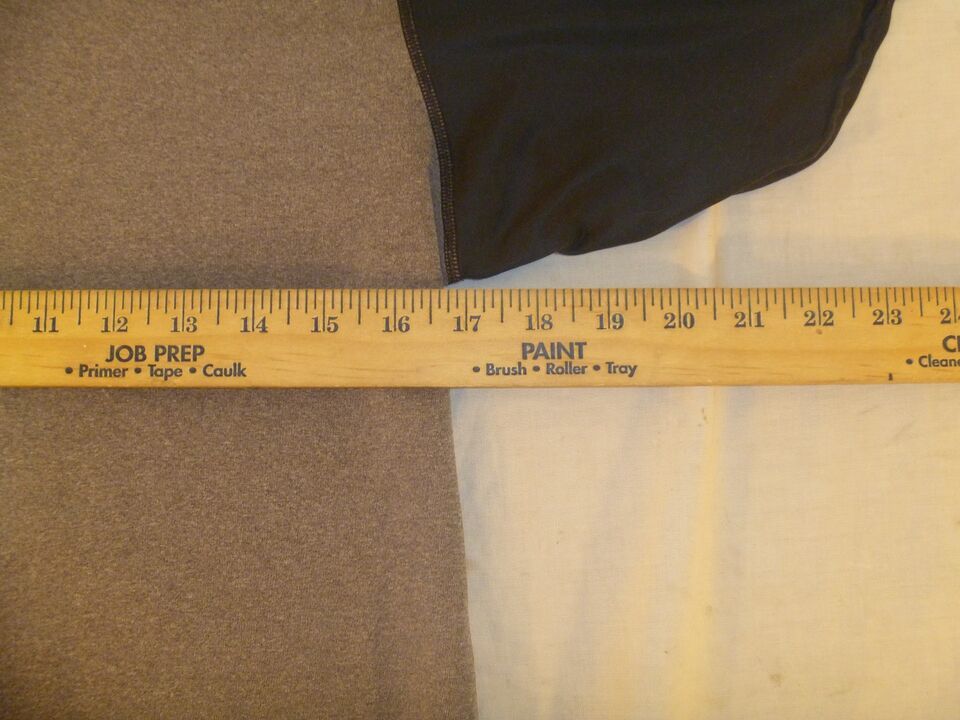 11 12 13 14 15 16 17 18 19 20 21 22 23
JOB PREP
• Primer • Tape • Caulk
PAINT
• Brush • Roller • Tray